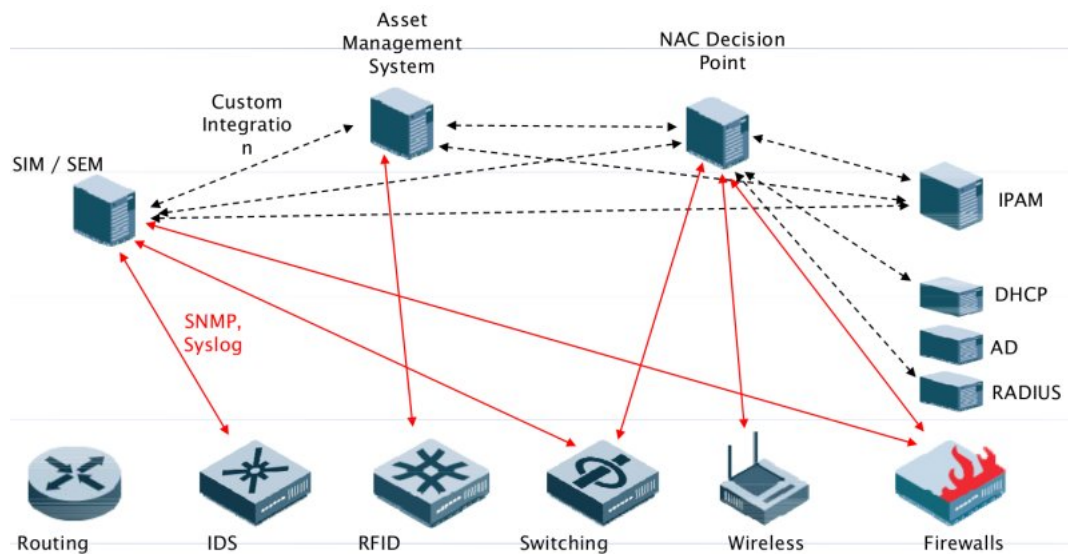 Asset
Management
System
NAC Decision
Point
Custom
Integratio
n
SIM / SEM
IPAM
DHCP
SNMP,
Syslog
AD
RADIUS
Routing
IDS
RFID
Switching
Wireless
Firewalls